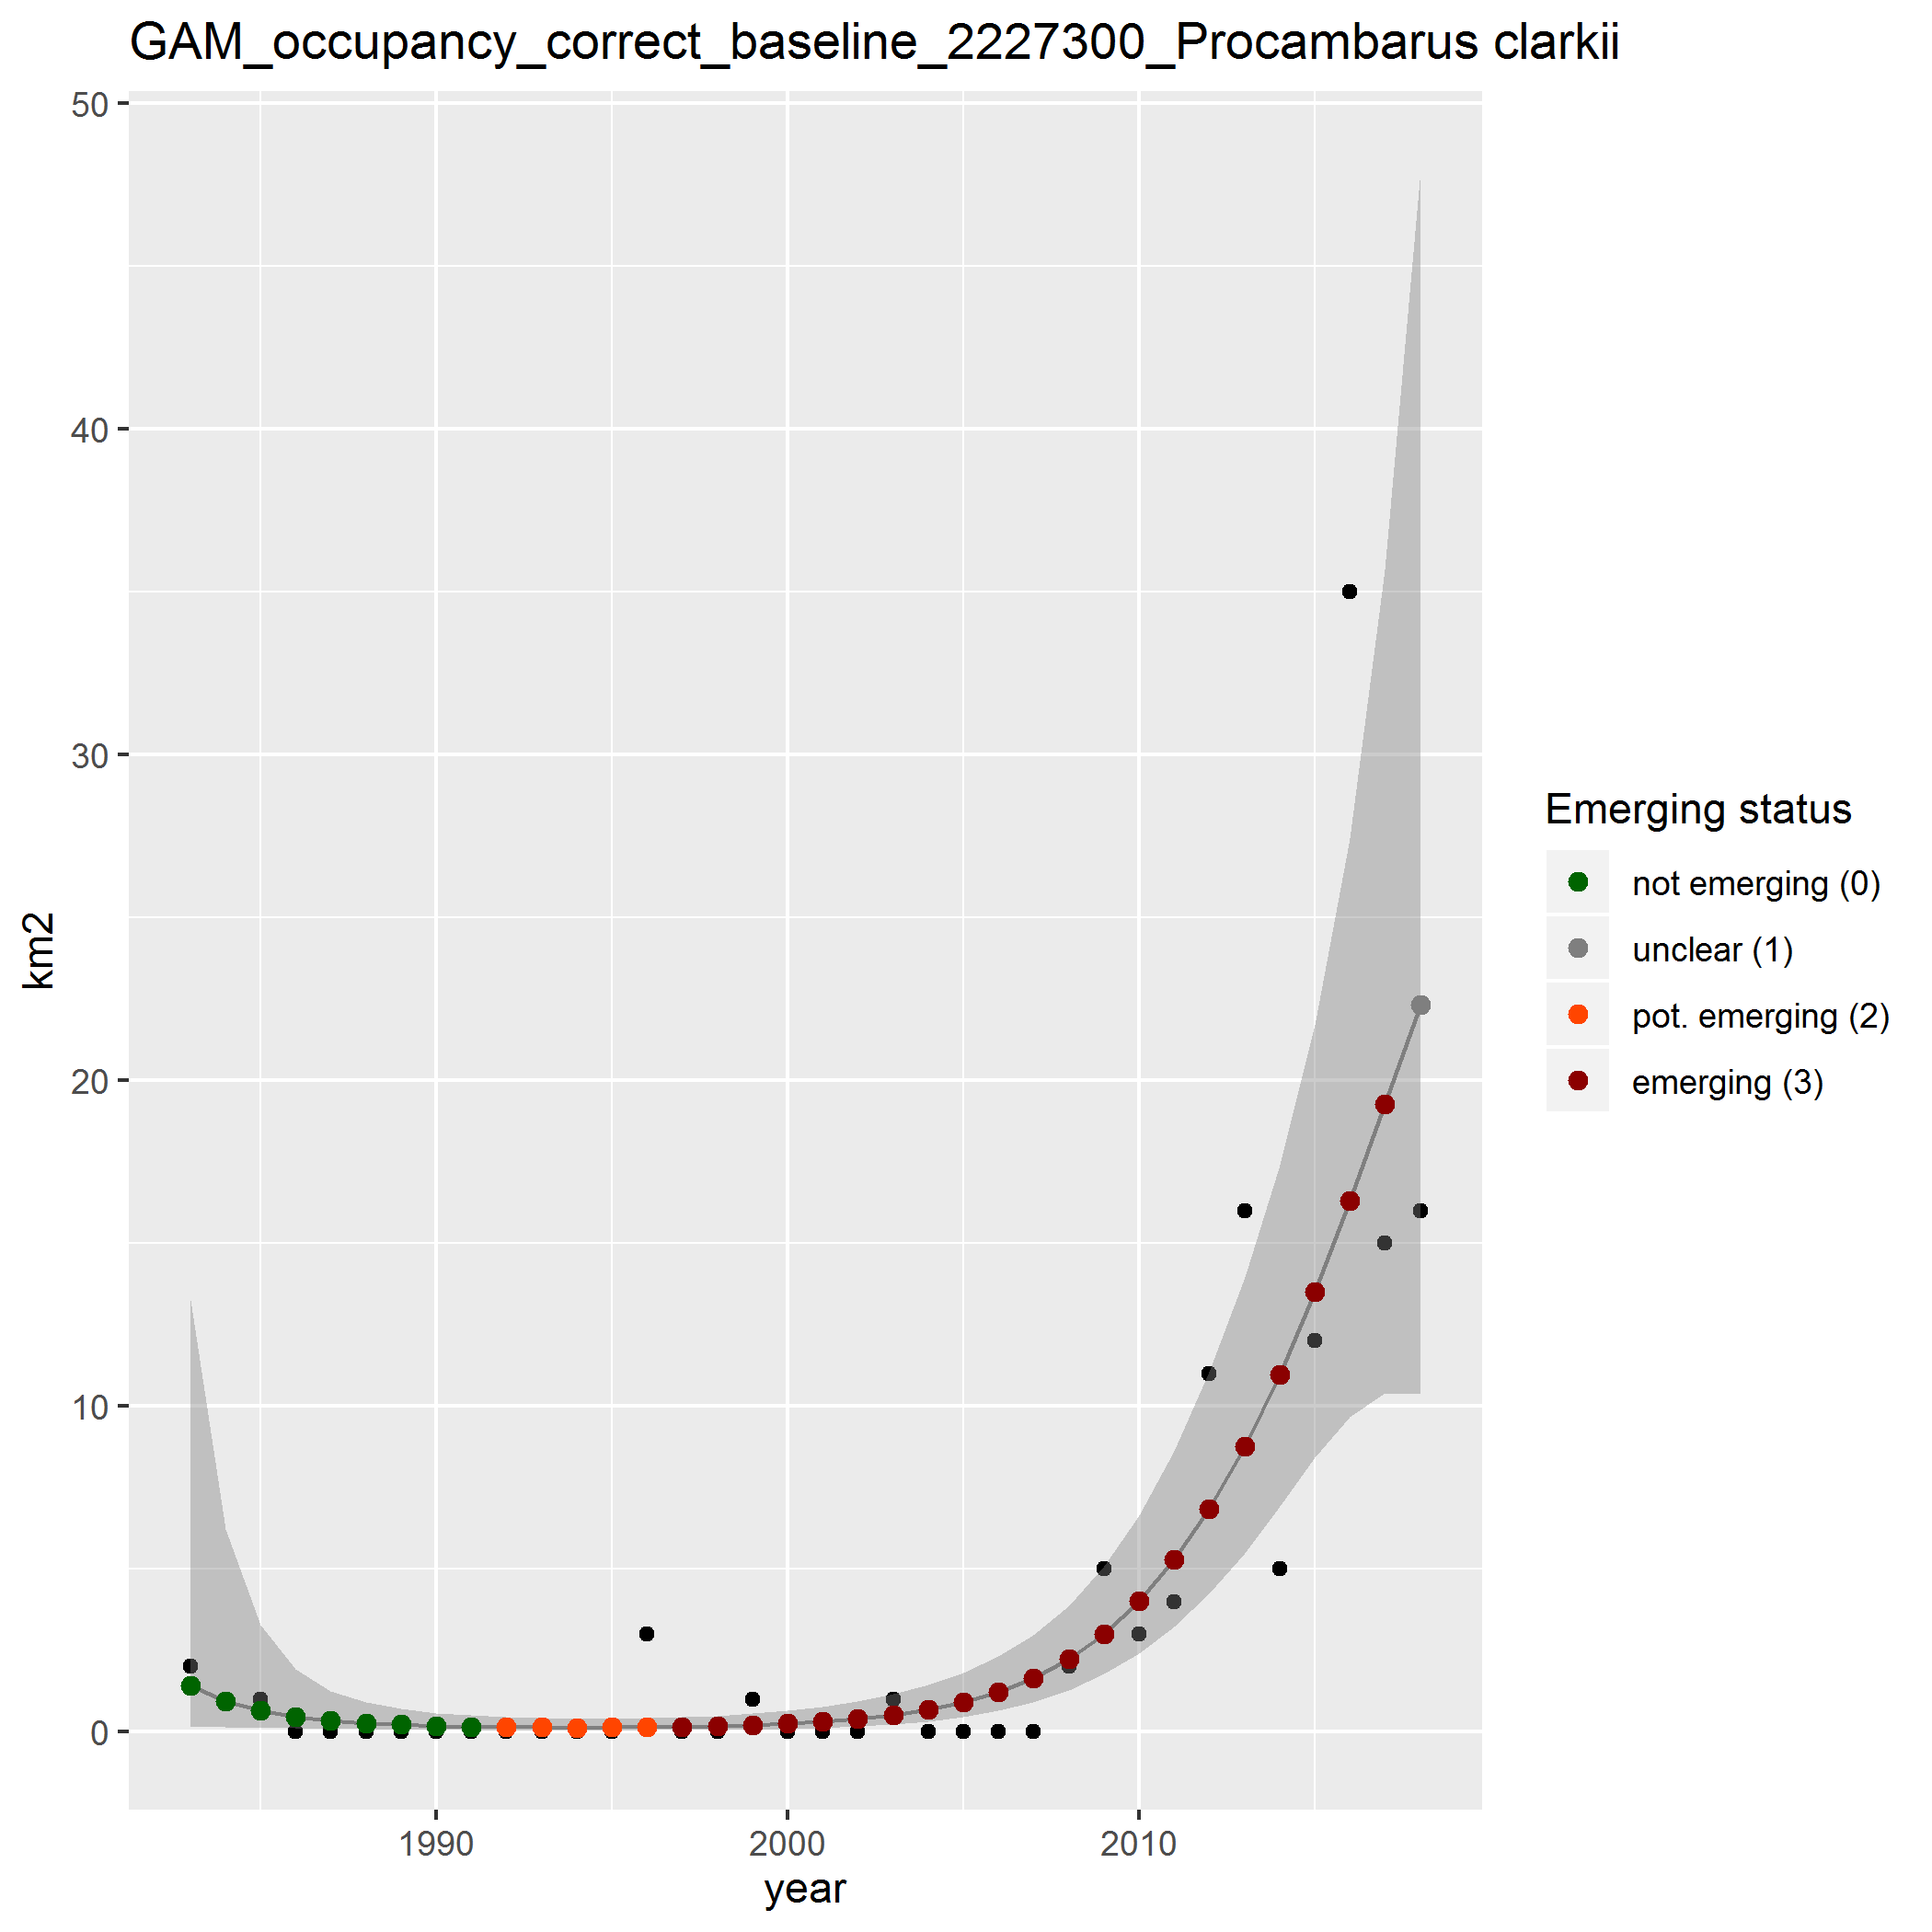 GAM_occupancy_correct_baseline_2227300_Procambarus clarkii
50
40
30
20
10
0
km2
1990 2000 2010
year
Emerging status
not emerging (0)
unclear (1)
pot. emerging (2)
emerging (3)